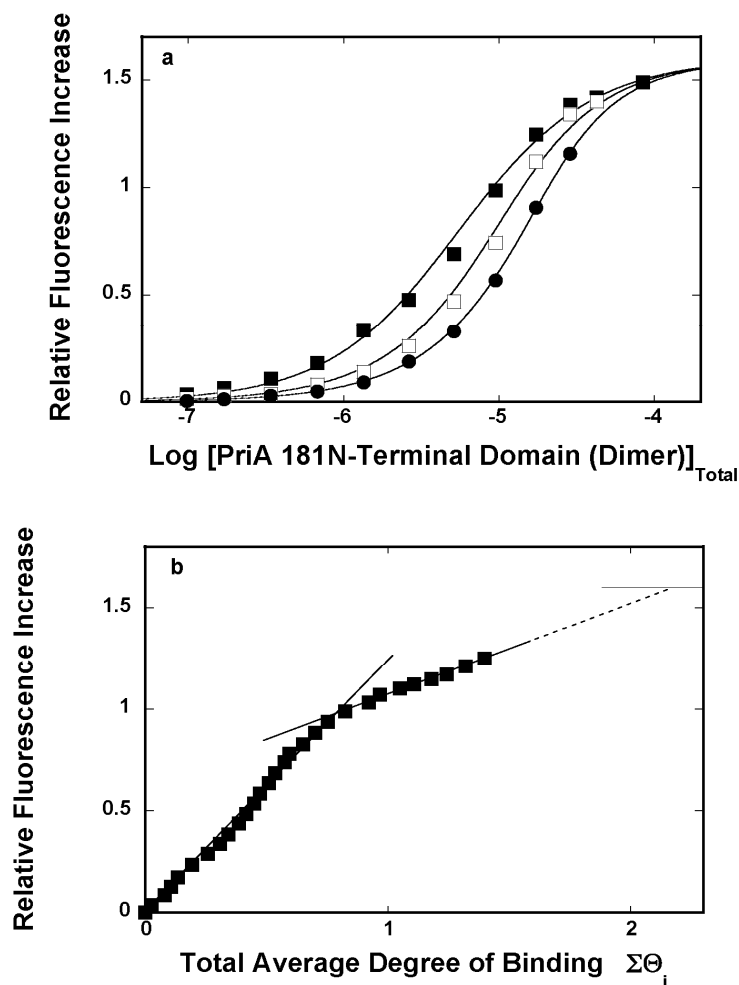 a
Relative Fluorescence Increase
1.5
1
0.5
0
-7 -6 -5 -4
Log [PriA 181N-Terminal Domain (Dimer)]Total
b
Relative Fluorescence Increase
1.5
1
0.5
0
0 1 2
Total Average Degree of Binding ΣΘi